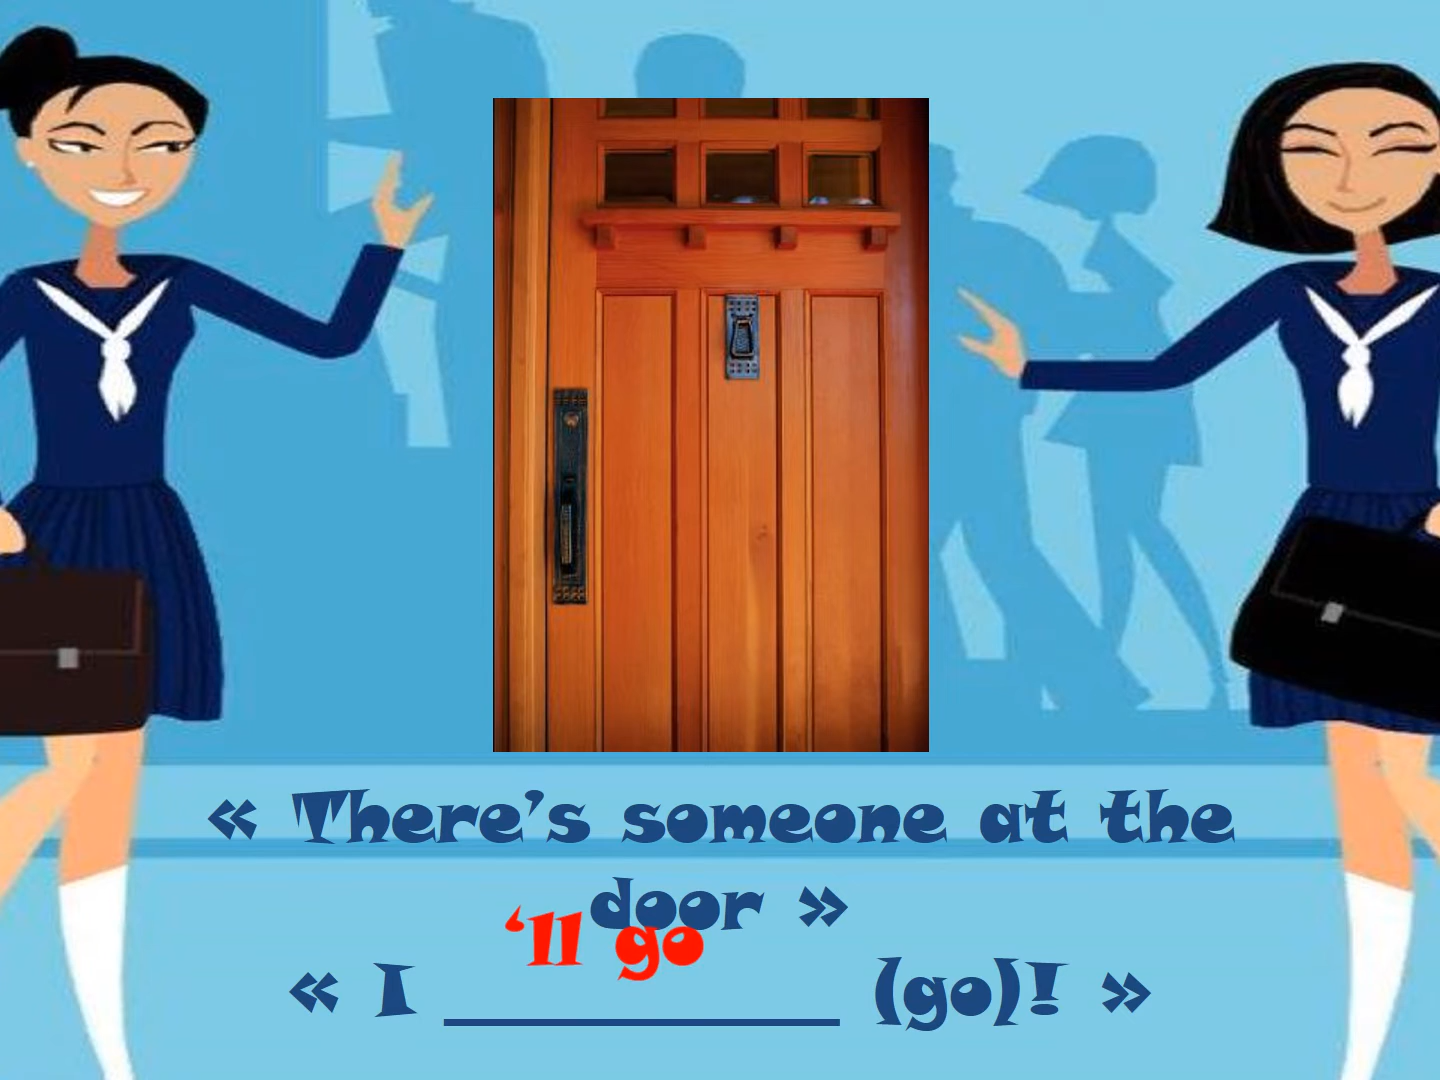 « There's someone at the
door »
‘ll go
« I ___________ (go)! »